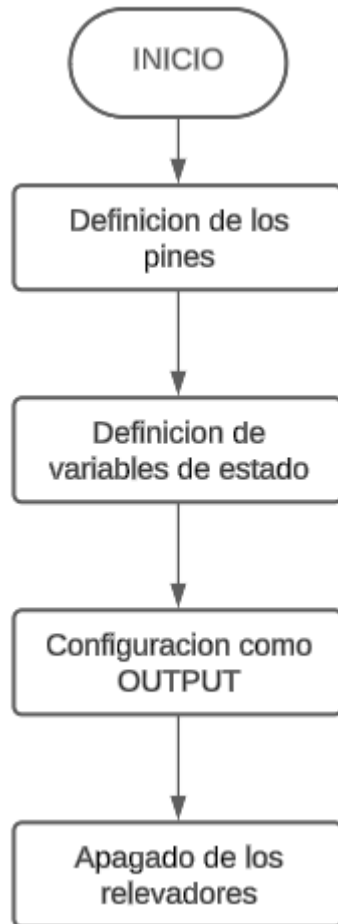 INICIO
Definicion de los
pines
Definicion de
variables de estado
Configuracion como
OUTPUT
Apagado de los
relevadores